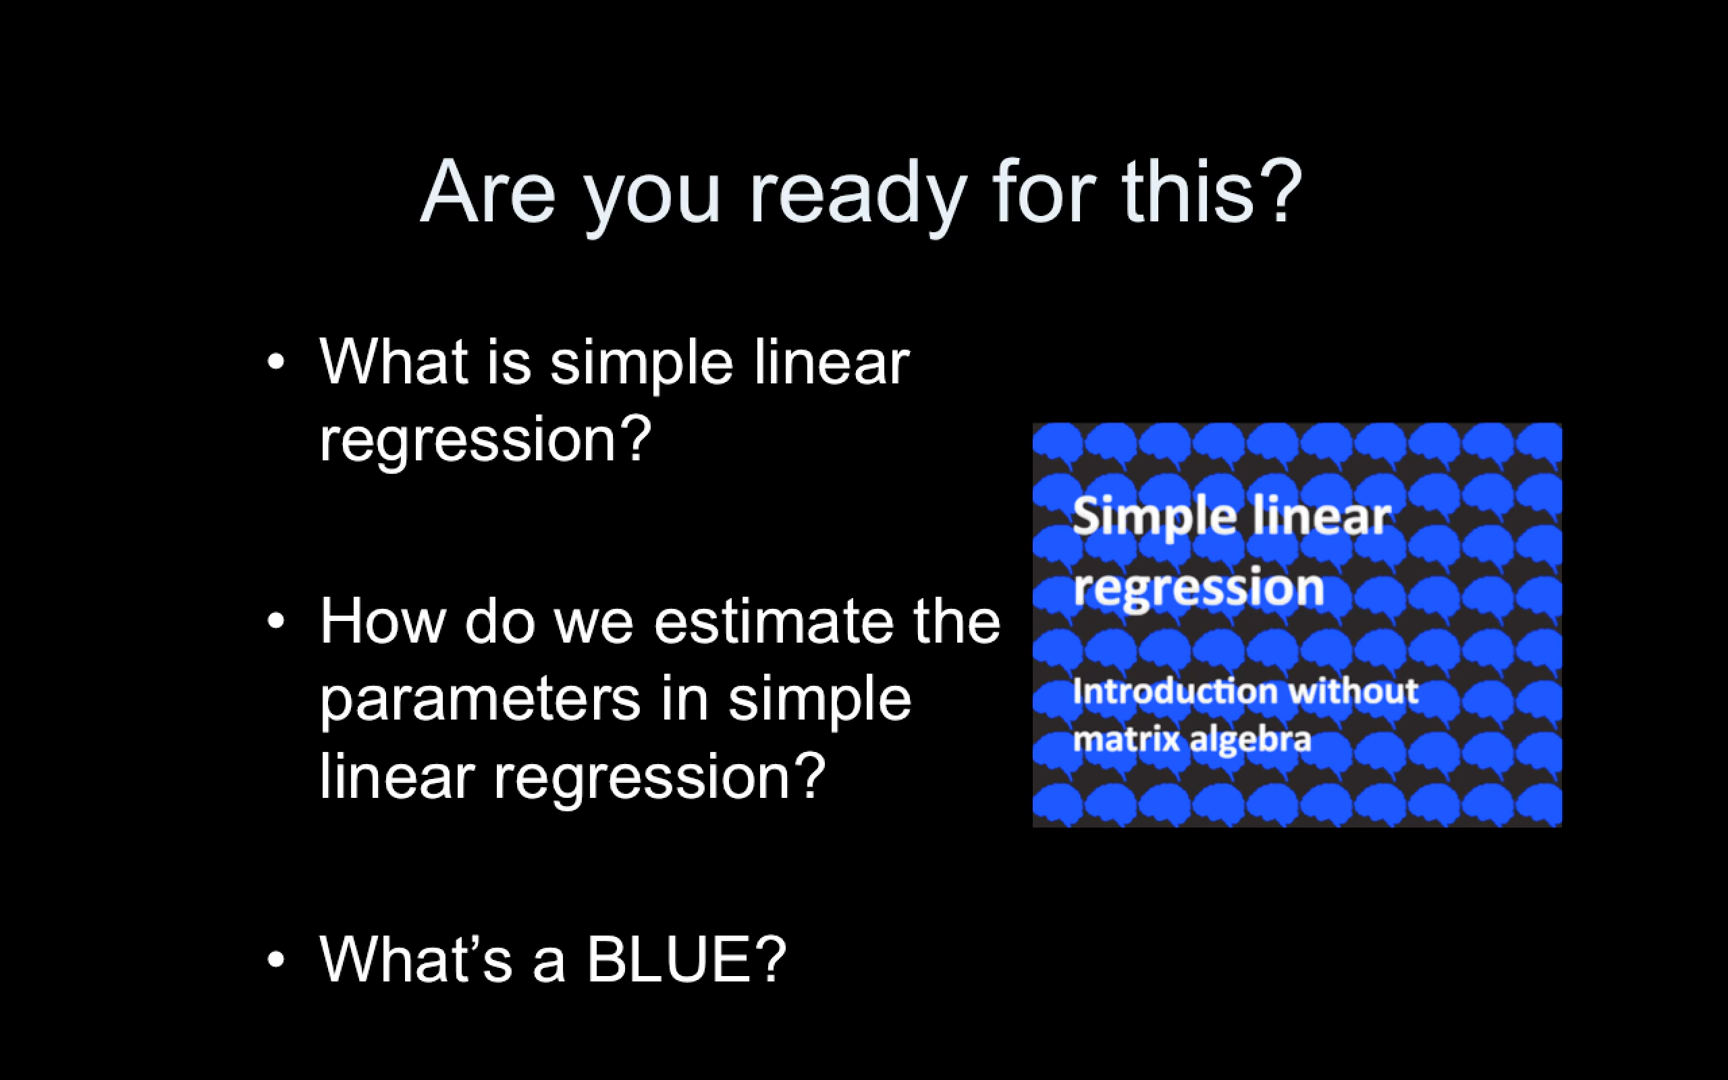 Are you ready for this?
• What is simple linear
regression?
• How do we estimate the
parameters in simple
linear regression?
• What’s a BLUE?
Simple linear
regression
Introduction without
matrix algebra